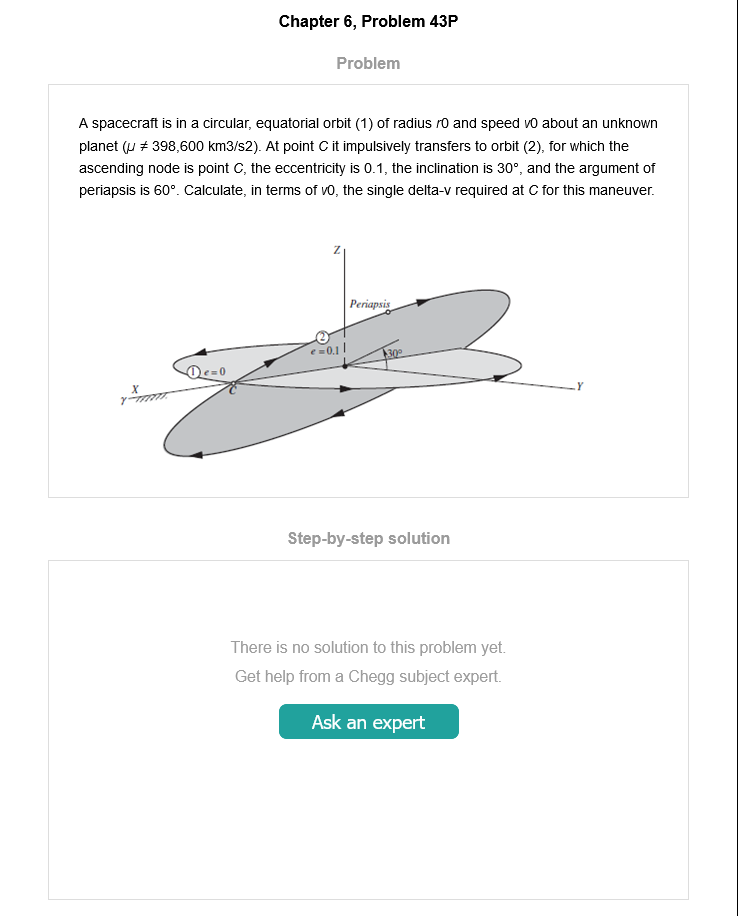 Chapter 6, Problem 43P
Problem
A spacecraft is in a circular, equatorial orbit (1) of radius r0 and speed v0 about an unknown
planet (μ ≠ 398,600 km3/s2). At point C it impulsively transfers to orbit (2), for which the
ascending node is point C, the eccentricity is 0.1, the inclination is 30°, and the argument of
periapsis is 60°. Calculate, in terms of v0, the single delta-v required at C for this maneuver.
Z
Periapsis
2
e = 0.1
30°
1 e = 0
X
C
Y
γ
Step-by-step solution
There is no solution to this problem yet.
Get help from a Chegg subject expert.
Ask an expert